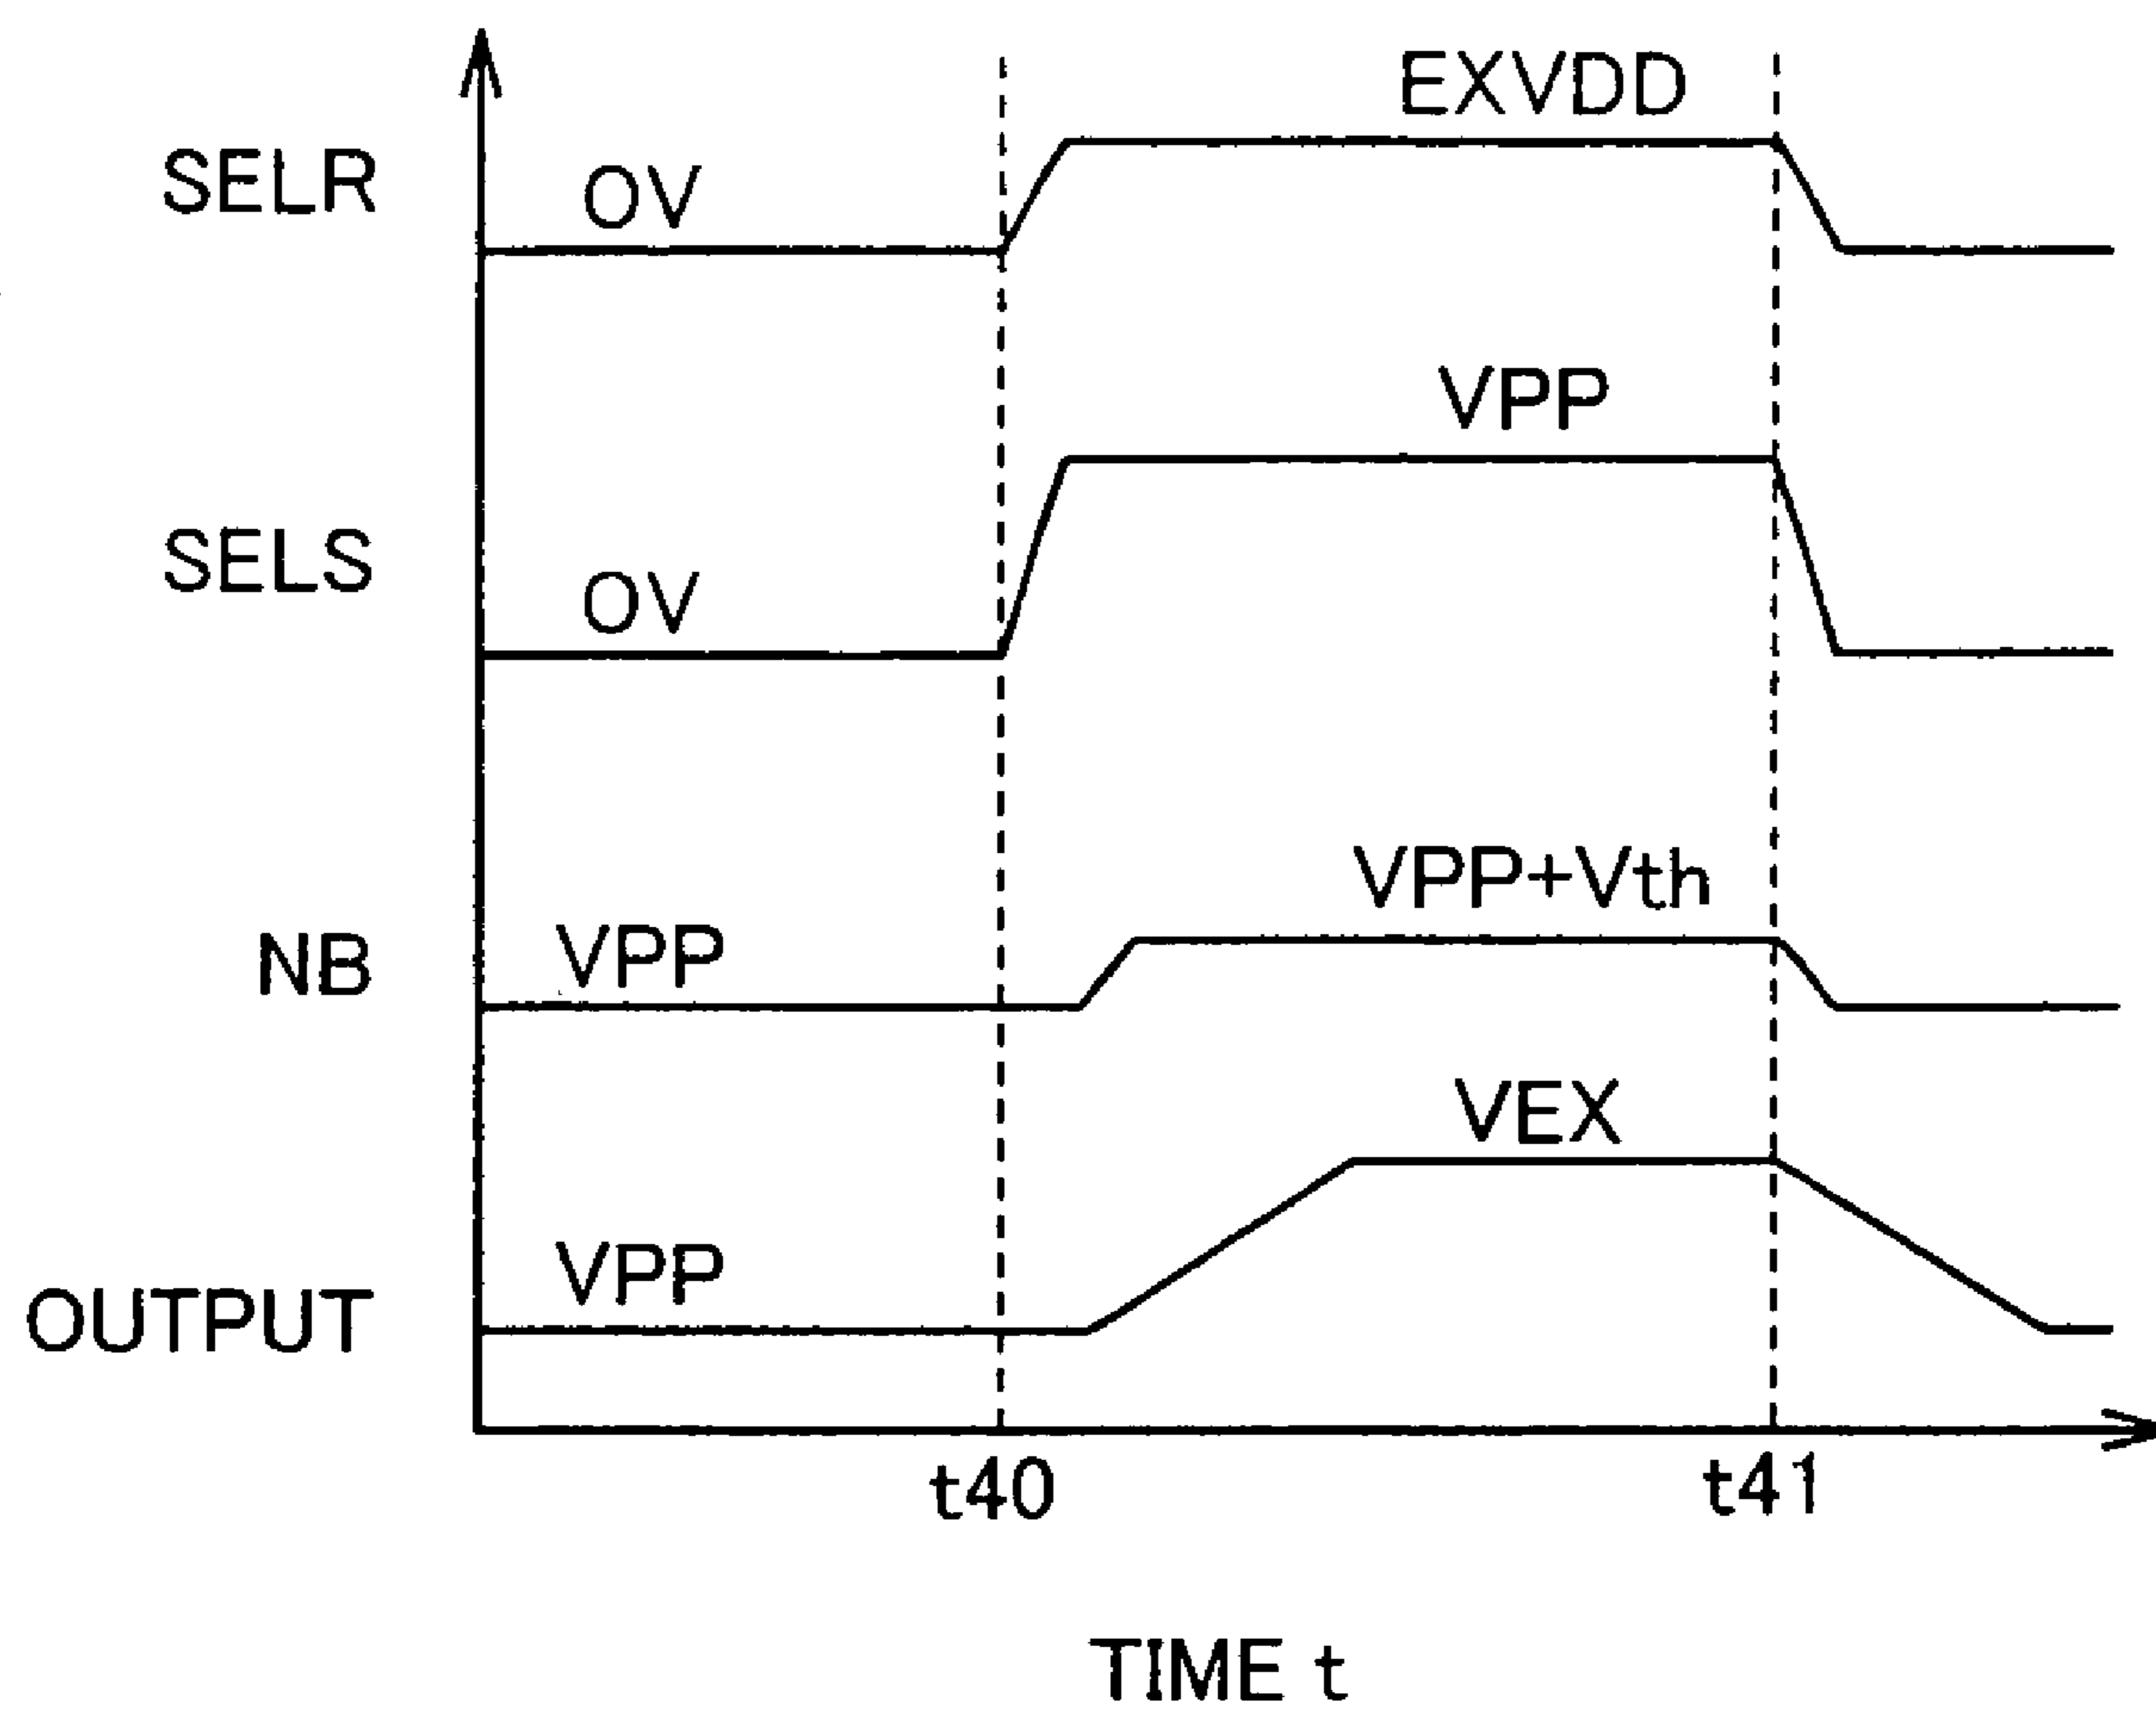 EXVDD
SELR
OV
VPP
SELS
OV
VPP+Vth
NB
VPP
VEX
VPP
OUTPUT
t40
t41
TIME t